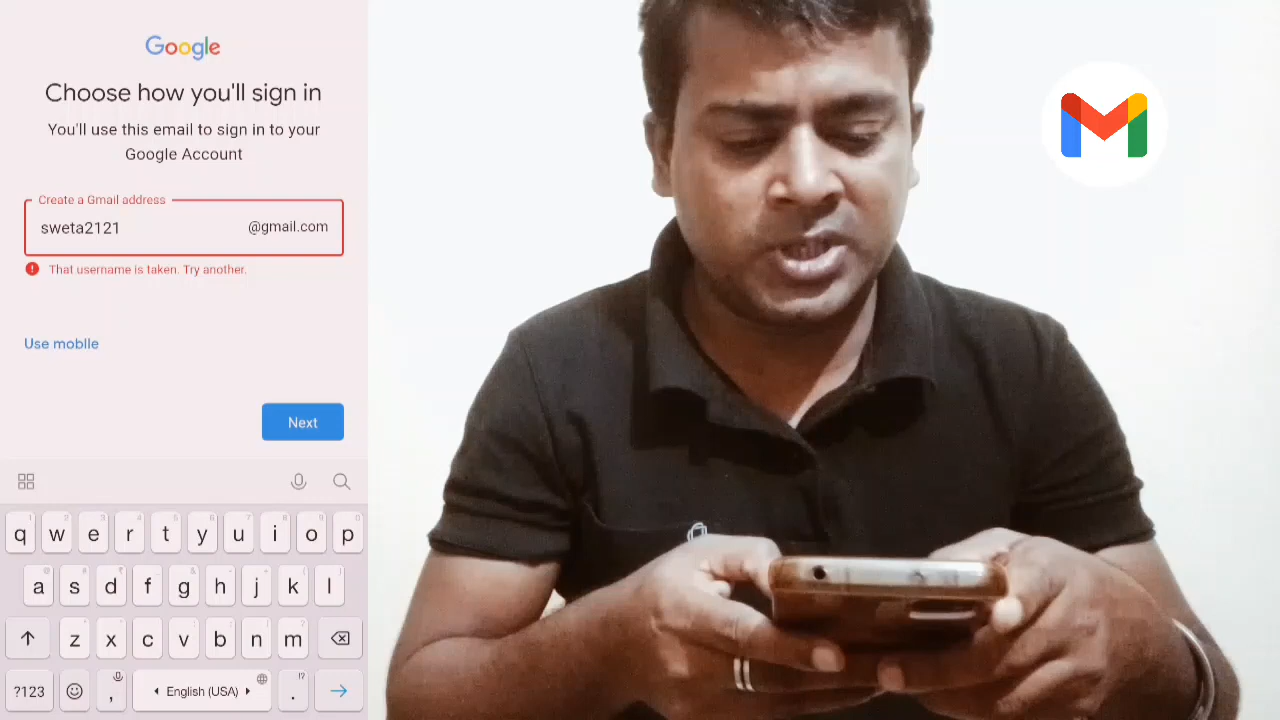 Google
Choose how you'll sign in
You'll use this email to sign in to your
Google Account
Create a Gmail address
sweta2121
@gmail.com
That username is taken. Try another.
Use mobile
Next
q w e r t y u i o p
a s d f g h j k l
z x c v b n m
?123
,
English (USA)
.